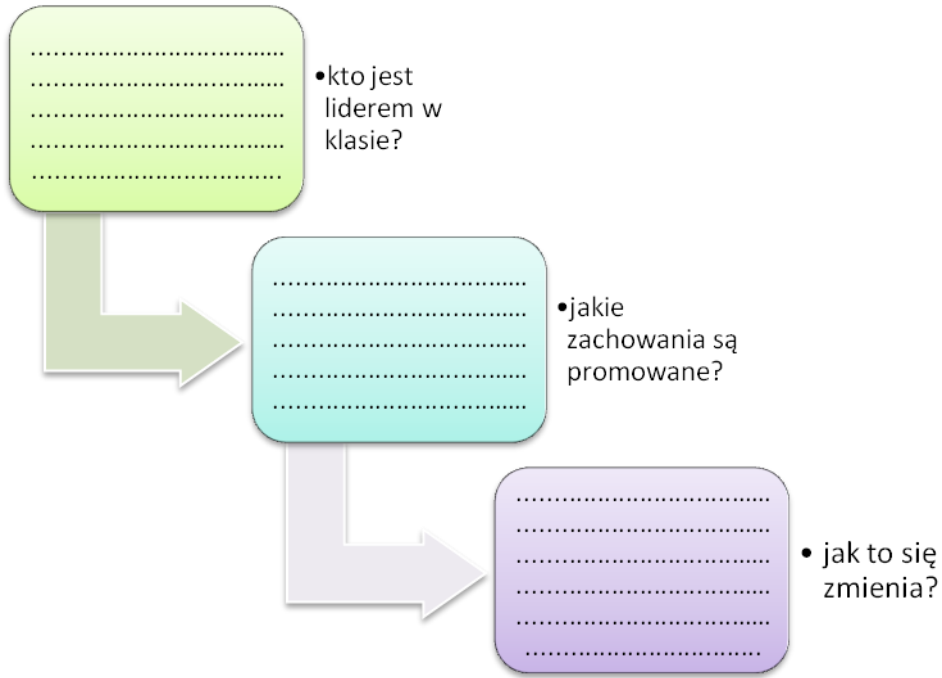 •kto jest
liderem w
klasie?
•jakie
zachowania są
promowane?
• jak to się
zmienia?